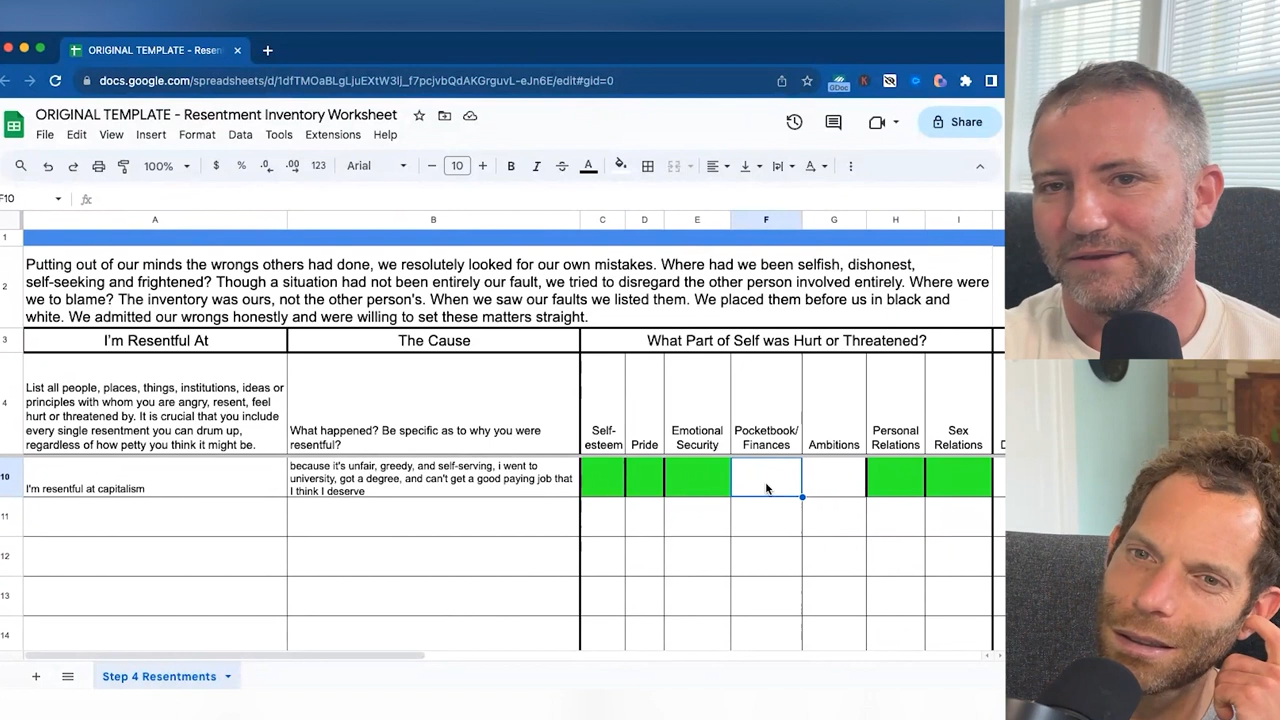 ORIGINAL TEMPLATE - Resen
docs.google.com/spreadsheets/d/1dfTMOaBLgLjuEXtW3lj_f7pcjvbQdAKGrguvL-eJn6E/edit#gid=0
GDoc
K
ORIGINAL TEMPLATE - Resentment Inventory Worksheet
File Edit View Insert Format Data Tools Extensions Help
Share
100% $ % .0 .00 123 Arial 10 B I S A
F10 fx
A B C D E F G H I
1
2
Putting out of our minds the wrongs others had done, we resolutely looked for our own mistakes. Where had we been selfish, dishonest,
self-seeking and frightened? Though a situation had not been entirely our fault, we tried to disregard the other person involved entirely. Where were
we to blame? The inventory was ours, not the other person's. When we saw our faults we listed them. We placed them before us in black and
white. We admitted our wrongs honestly and were willing to set these matters straight.
3 I'm Resentful At The Cause What Part of Self was Hurt or Threatened?
4
List all people, places, things, institutions, ideas or
principles with whom you are angry, resent, feel
hurt or threatened by. It is crucial that you include
every single resentment you can drum up,
regardless of how petty you think it might be.
What happened? Be specific as to why you were
resentful?
Self-
esteem
Pride
Emotional
Security
Pocketbook/
Finances
Ambitions
Personal
Relations
Sex
Relations
10
I'm resentful at capitalism
because it's unfair, greedy, and self-serving, i went to
university, got a degree, and can't get a good paying job that
I think I deserve
11
12
13
14
Step 4 Resentments